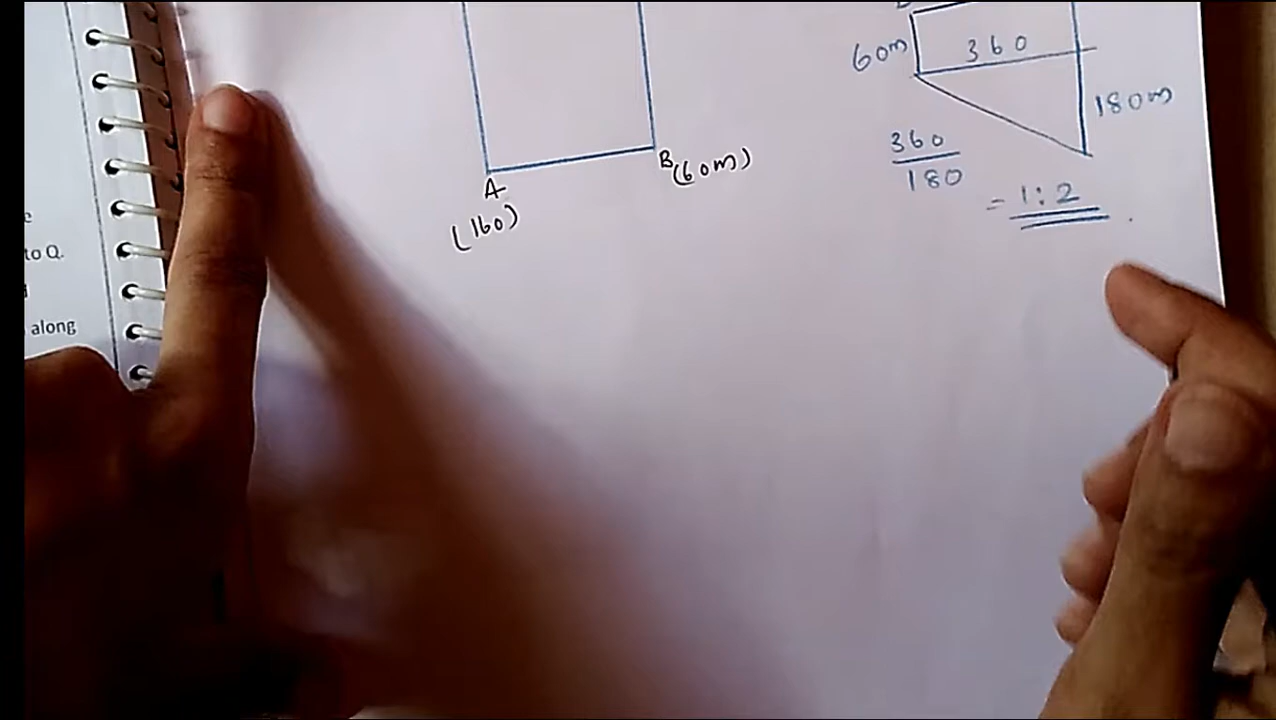 60m
360
180m
360
180
= 1:2
A
(160)
B
(60m)
to Q.
along